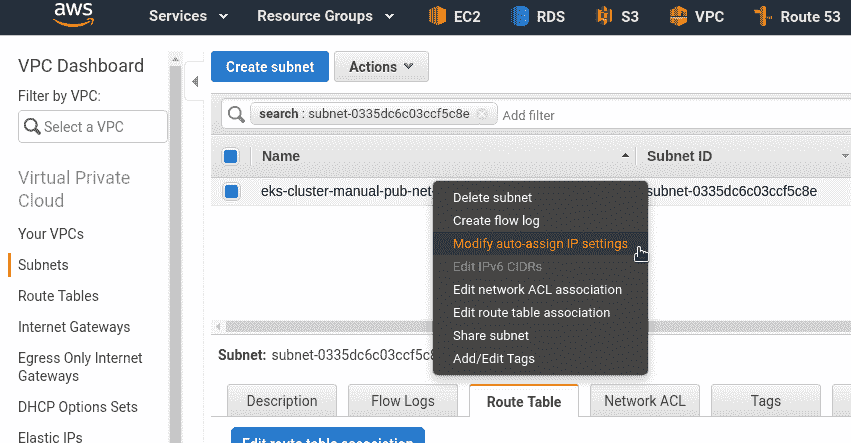 aws Services Resource Groups EC2 RDS S3 VPC Route 53
VPC Dashboard
Filter by VPC:
Select a VPC
Virtual Private
Cloud
Your VPCs
Subnets
Route Tables
Internet Gateways
Egress Only Internet
Gateways
DHCP Options Sets
Elastic IPs
Create subnet Actions
search : subnet-0335dc6c03ccf5c8e Add filter
Name Subnet ID
eks-cluster-manual-pub-net- subnet-0335dc6c03ccf5c8e
Delete subnet
Create flow log
Modify auto-assign IP settings
Edit IPv6 CIDRs
Edit network ACL association
Edit route table association
Share subnet
Add/Edit Tags
Subnet: subnet-0335dc6c03ccf5c8
Description Flow Logs Route Table Network ACL Tags
Edit route table association